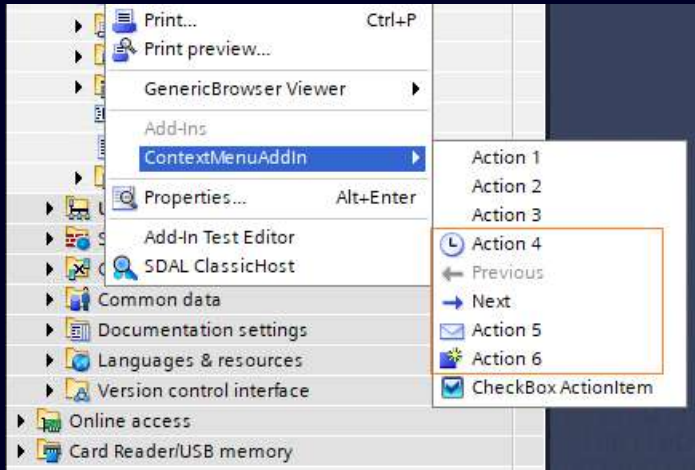 Print... Ctrl+P
Print preview...
GenericBrowser Viewer
Add-Ins
ContextMenuAddIn
Properties... Alt+Enter
Add-In Test Editor
SDAL ClassicHost
Action 1
Action 2
Action 3
Action 4
Previous
Next
Action 5
Action 6
CheckBox ActionItem
Common data
Documentation settings
Languages & resources
Version control interface
Online access
Card Reader/USB memory